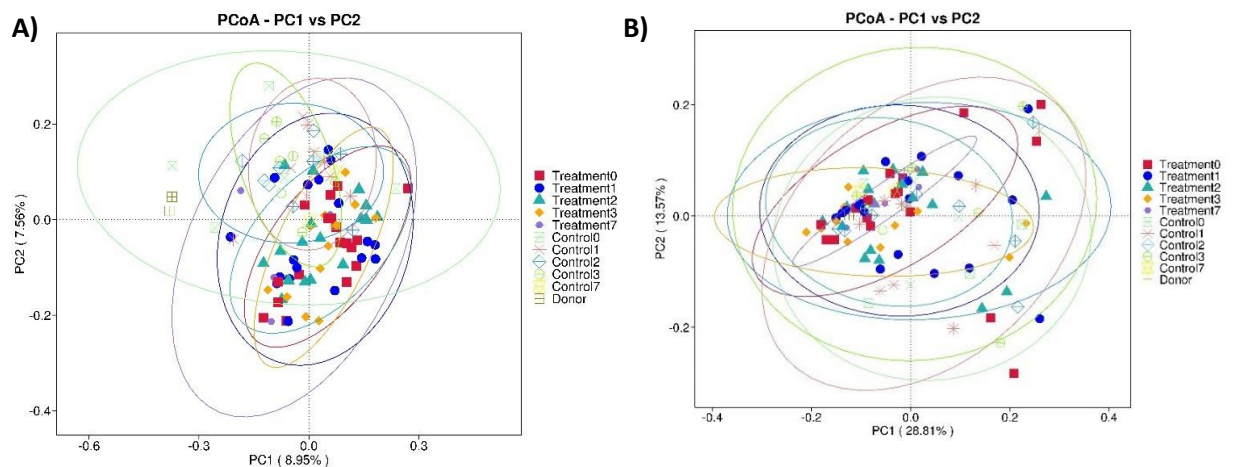 A)
PCoA - PC1 vs PC2
0.2
0.0
-0.2
-0.4
PC2 ( 7.56% )
-0.6
-0.3
0.0
0.3
PC1 ( 8.95% )
Treatment0
Treatment1
Treatment2
Treatment3
Treatment7
Control0
Control1
Control2
Control3
Control7
Donor
B)
PCoA - PC1 vs PC2
0.2
0.0
-0.2
PC2 ( 13.57% )
-0.4
-0.2
0.0
0.2
0.4
PC1 ( 28.81% )
Treatment0
Treatment1
Treatment2
Treatment3
Treatment7
Control0
Control1
Control2
Control3
Control7
Donor